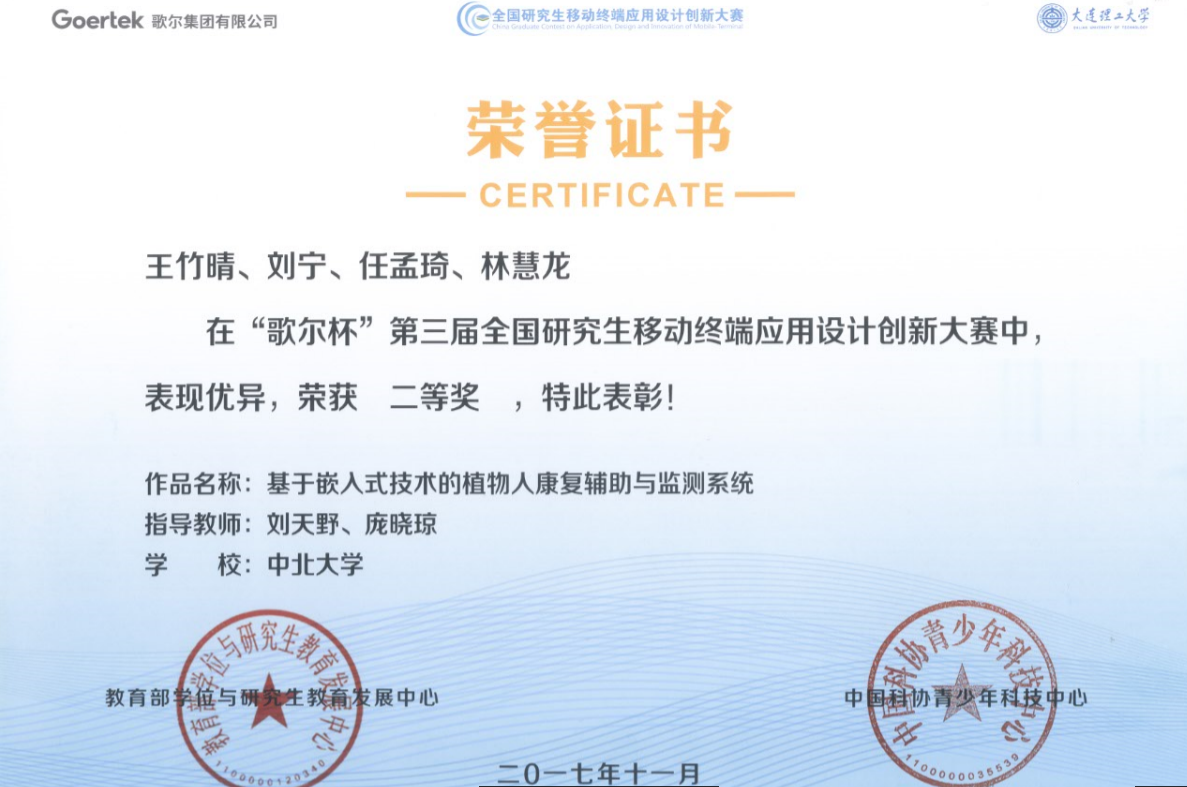 Goertek 歌尔集团有限公司
全国研究生移动终端应用设计创新大赛
China Graduate Contest on Application, Design and Innovation of Mobile-Terminal
大连理工大学
DALIAN UNIVERSITY OF TECHNOLOGY
荣誉证书
CERTIFICATE
王竹晴、刘宁、任孟琦、林慧龙
在“歌尔杯”第三届全国研究生移动终端应用设计创新大赛中，
表现优异，荣获 二等奖 ，特此表彰！
作品名称：基于嵌入式技术的植物人康复辅助与监测系统
指导教师：刘天野、庞晓琼
学 校：中北大学
教育部学位与研究生教育发展中心
1100000120340
教育部学位与研究生教育发展中心
中国科协青少年科技中心
1100000035539
中国科协青少年科技中心
二0一七年十一月